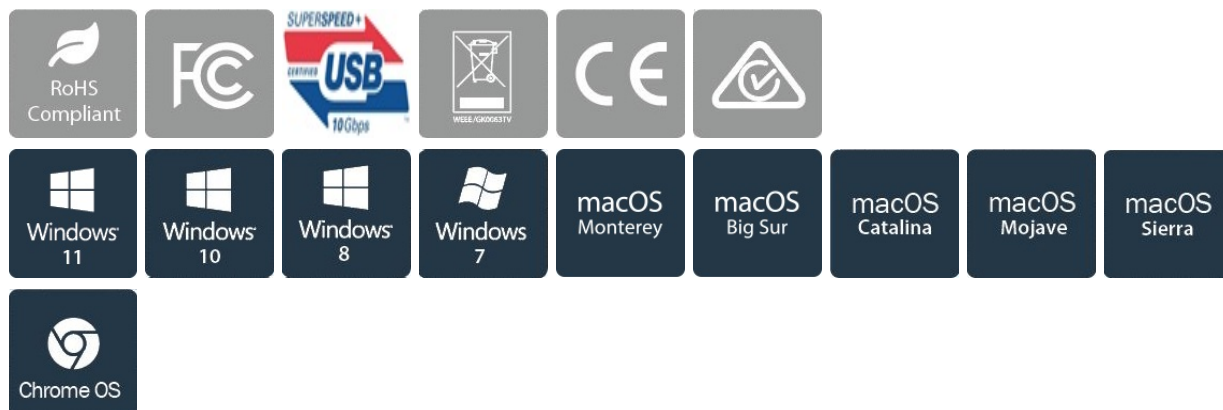 RoHS
Compliant
FC
SUPERSPEED+
CERTIFIED USB
10Gbps
WEEE/GK0063TV
CE
Windows
11
Windows
10
Windows
8
Windows
7
macOS
Monterey
macOS
Big Sur
macOS
Catalina
macOS
Mojave
macOS
Sierra
Chrome OS